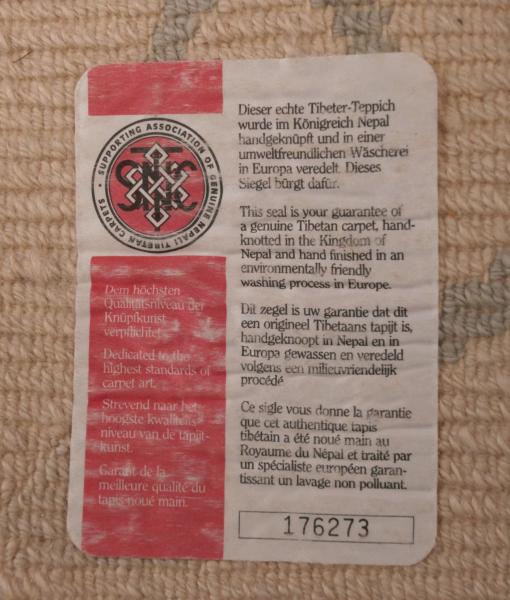 SUPPORTING ASSOCIATION OF GENUINE NEPALI TIBETAN CARPETS •
Dem höchsten
Qualitätsniveau der
Knüpfkunst
verpflichtet.
Dedicated to the
highest standards of
carpet art.
Strevend naar het
hoogste kwaliteits-
niveau van de tapijt-
kunst.
Garant de la
meilleure qualité du
tapis noué main.
Dieser echte Tibeter-Teppich
wurde im Königreich Nepal
handgeknüpft und in einer
umweltfreundlichen Wäscherei
in Europa veredelt. Dieses
Siegel bürgt dafür.
This seal is your guarantee of
a genuine Tibetan carpet, hand-
knotted in the Kingdom of
Nepal and hand finished in an
environmentally friendly
washing process in Europe.
Dit zegel is uw garantie dat dit
een origineel Tibetaans tapijt is,
handgeknoopt in Nepal en in
Europa gewassen en veredeld
volgens een milieuvriendelijk
procédé
Ce sigle vous donne la garantie
que cet authentique tapis
tibétain a été noué main au
Royaume du Népal et traité par
un spécialiste européen garan-
tissant un lavage non polluant.
176273